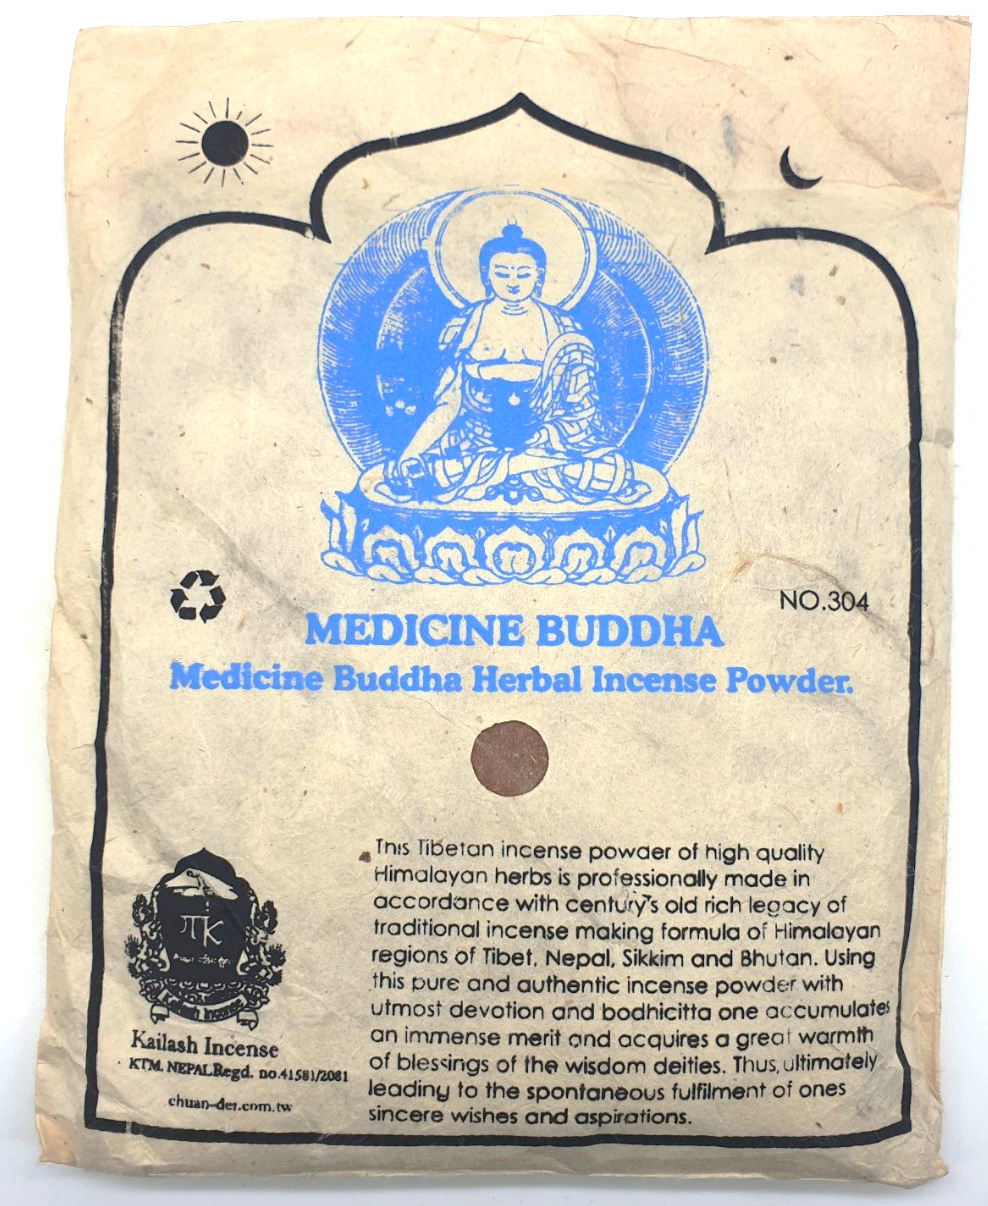 NO.304
MEDICINE BUDDHA
Medicine Buddha Herbal Incense Powder.
This Tibetan incense powder of high quality
Himalayan herbs is professionally made in
accordance with century's old rich legacy of
traditional incense making formula of Himalayan
regions of Tibet, Nepal, Sikkim and Bhutan. Using
this pure and authentic incense powder with
utmost devotion and bodhicitta one accumulates
an immense merit and acquires a great warmth
of blessings of the wisdom deities. Thus, ultimately
leading to the spontaneous fulfilment of ones
sincere wishes and aspirations.
TK
Kailash Incense
Kailash Incense
KTM. NEPAL Regd. no.41581/2081
chuan-der.com.tw